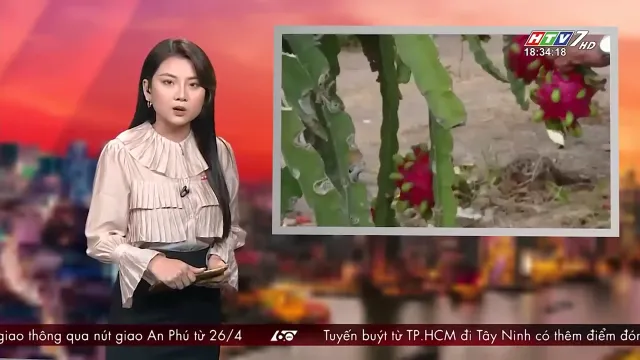 HTV7 HD
18:34:18
giao thông qua nút giao An Phú từ 26/4 60 Tuyến buýt từ TP.HCM đi Tây Ninh có thêm điểm đón